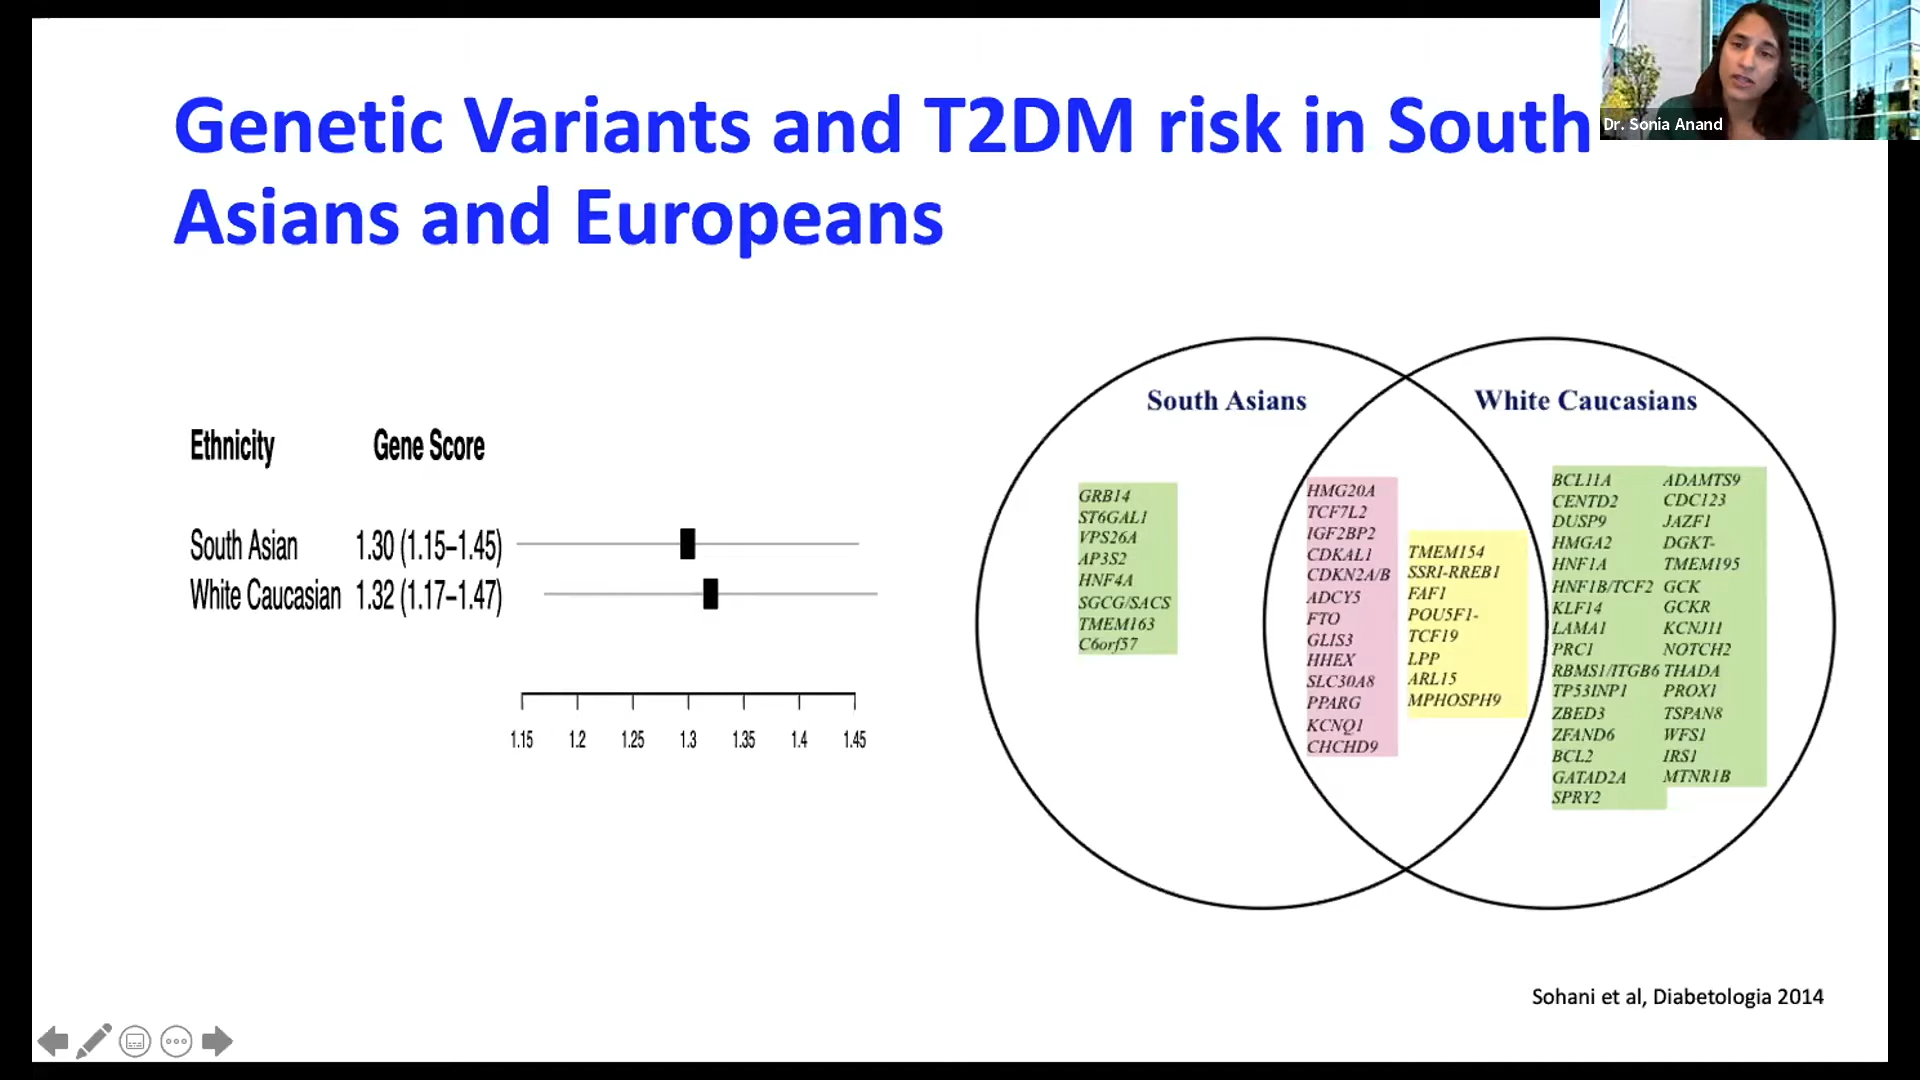 Genetic Variants and T2DM risk in South
Asians and Europeans
Dr. Sonia Anand
Ethnicity Gene Score
South Asian 1.30 (1.15–1.45)
White Caucasian 1.32 (1.17–1.47)
1.15 1.2 1.25 1.3 1.35 1.4 1.45
South Asians
GRB14
ST6GAL1
VPS26A
AP3S2
HNF4A
SGCG/SACS
TMEM163
C6orf57
HMG20A
TCF7L2
IGF2BP2
CDKAL1
CDKN2A/B
ADCY5
FTO
GLIS3
HHEX
SLC30A8
PPARG
KCNQ1
CHCHD9
TMEM154
SSRI-RREB1
FAF1
POU5F1-
TCF19
LPP
ARL15
MPHOSPH9
White Caucasians
BCL11A ADAMTS9
CENTD2 CDC123
DUSP9 JAZF1
HMGA2 DGKT-
HNF1A TMEM195
HNF1B/TCF2 GCK
KLF14 GCKR
LAMA1 KCNJ11
PRC1 NOTCH2
RBMS1/ITGB6 THADA
TP53INP1 PROX1
ZBED3 TSPAN8
ZFAND6 WFS1
BCL2 IRS1
GATAD2A MTNR1B
SPRY2
Sohani et al, Diabetologia 2014